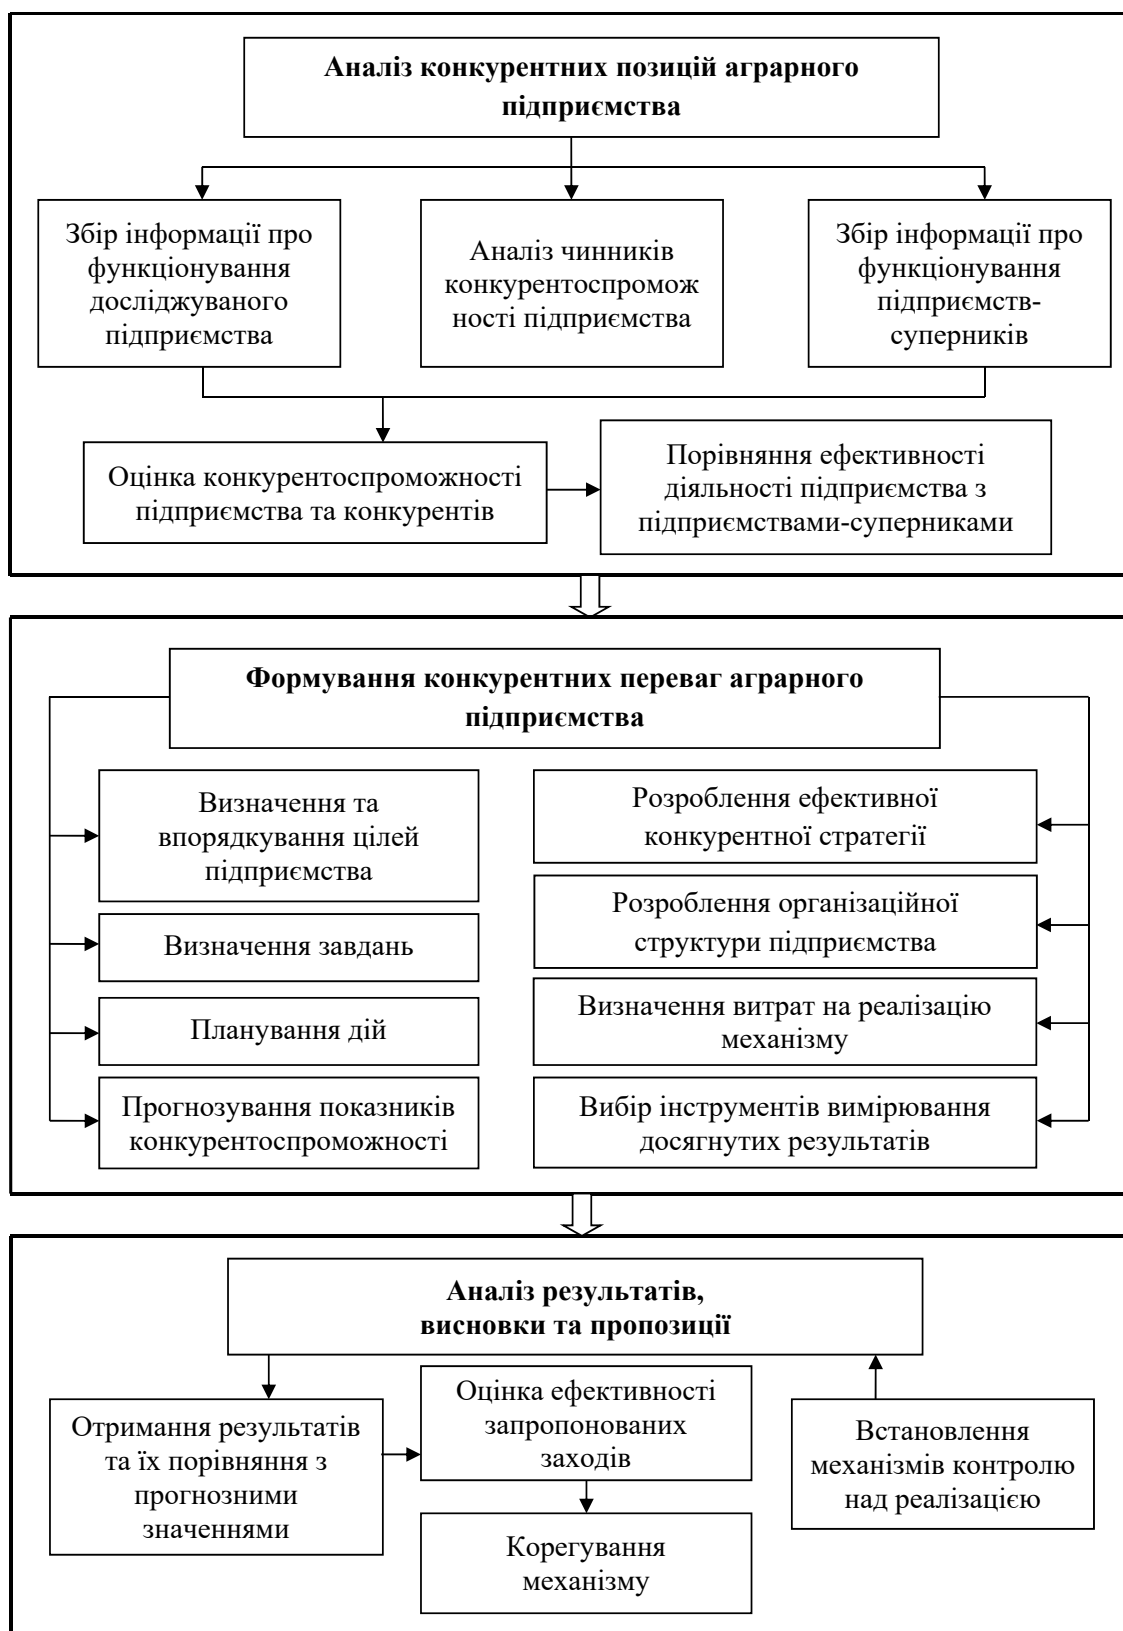 Аналіз конкурентних позицій аграрного
підприємства
Збір інформації про
функціонування
досліджуваного
підприємства
Аналіз чинників
конкурентоспромож
ності підприємства
Збір інформації про
функціонування
підприємств-
суперників
Оцінка конкурентоспроможності
підприємства та конкурентів
Порівняння ефективності
діяльності підприємства з
підприємствами-суперниками
Формування конкурентних переваг аграрного
підприємства
Визначення та
впорядкування цілей
підприємства
Визначення завдань
Планування дій
Прогнозування показників
конкурентоспроможності
Розроблення ефективної
конкурентної стратегії
Розроблення організаційної
структури підприємства
Визначення витрат на реалізацію
механізму
Вибір інструментів вимірювання
досягнутих результатів
Аналіз результатів,
висновки та пропозиції
Отримання результатів
та їх порівняння з
прогнозними
значеннями
Оцінка ефективності
запропонованих
заходів
Корегування
механізму
Встановлення
механізмів контролю
над реалізацією